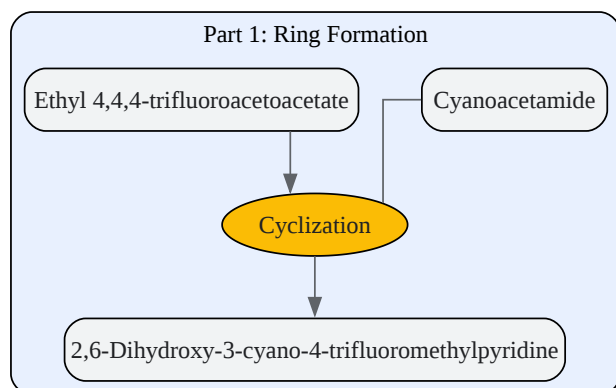 Part 1: Ring Formation
Ethyl 4,4,4-trifluoroacetoacetate
Cyanoacetamide
Cyclization
2,6-Dihydroxy-3-cyano-4-trifluoromethylpyridine